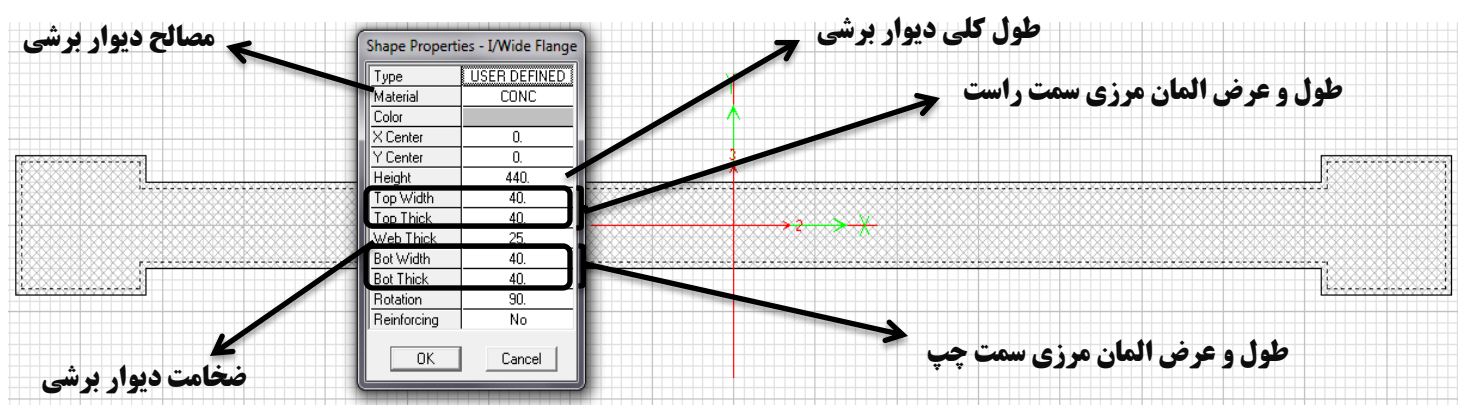 مصالح دیوار برشی
طول کلی دیوار برشی
طول و عرض المان مرزی سمت راست
طول و عرض المان مرزی سمت چپ
ضخامت دیوار برشی
Shape Properties - I/Wide Flange
Type USER DEFINED
Material CONC
Color
X Center 0.
Y Center 0.
Height 440.
Top Width 40.
Top Thick 40.
Web Thick 25.
Bot Width 40.
Bot Thick 40.
Rotation 90.
Reinforcing No
OK Cancel
Y
3
2 X